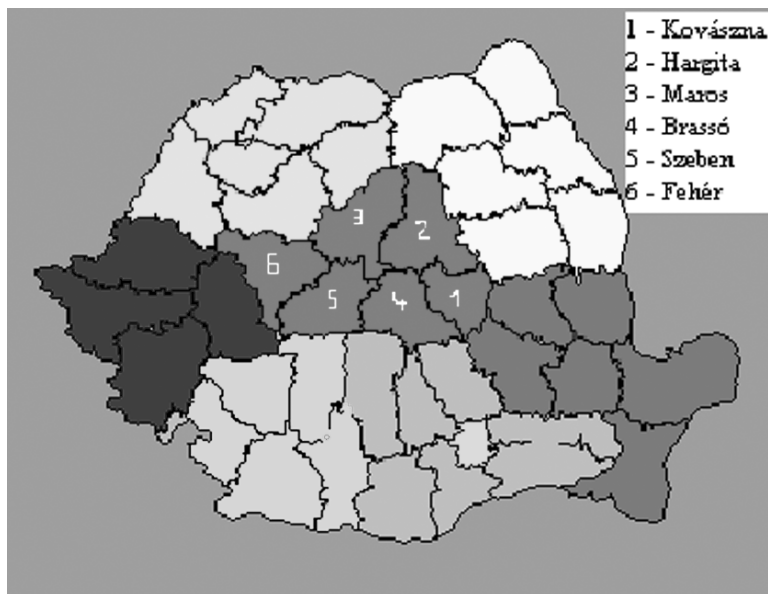 1 - Kovászna
2 - Hargita
3 - Maros
4 - Brassó
5 - Szeben
6 - Fehér
3
2
6
5
4
1